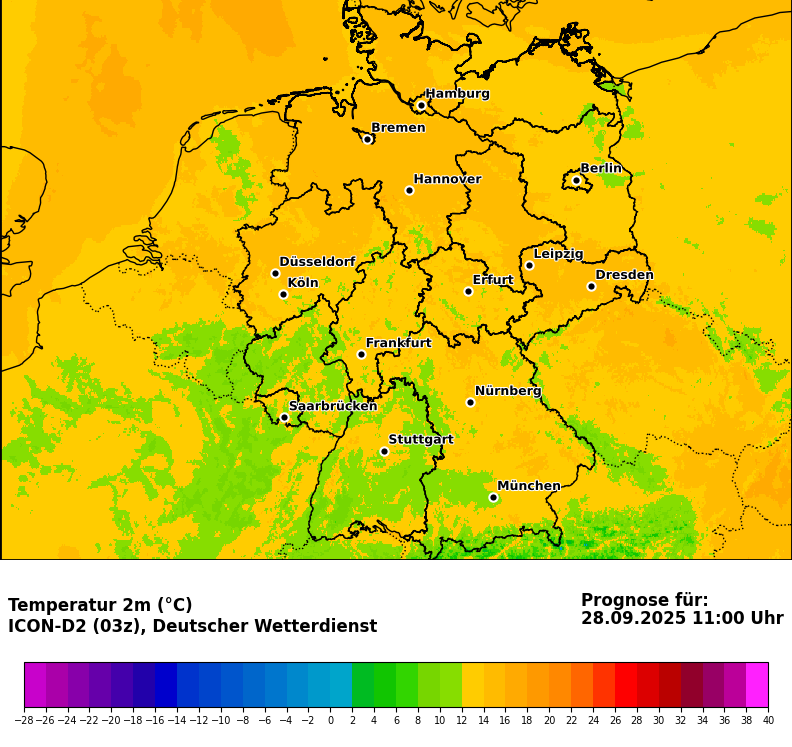 Hamburg
Bremen
Berlin
Hannover
Leipzig
Düsseldorf
Dresden
Köln
Erfurt
Frankfurt
Nürnberg
Saarbrücken
Stuttgart
München
Temperatur 2m (°C)
ICON-D2 (03z), Deutscher Wetterdienst
Prognose für:
28.09.2025 11:00 Uhr
−28 −26 −24 −22 −20 −18 −16 −14 −12 −10 −8 −6 −4 −2 0 2 4 6 8 10 12 14 16 18 20 22 24 26 28 30 32 34 36 38 40